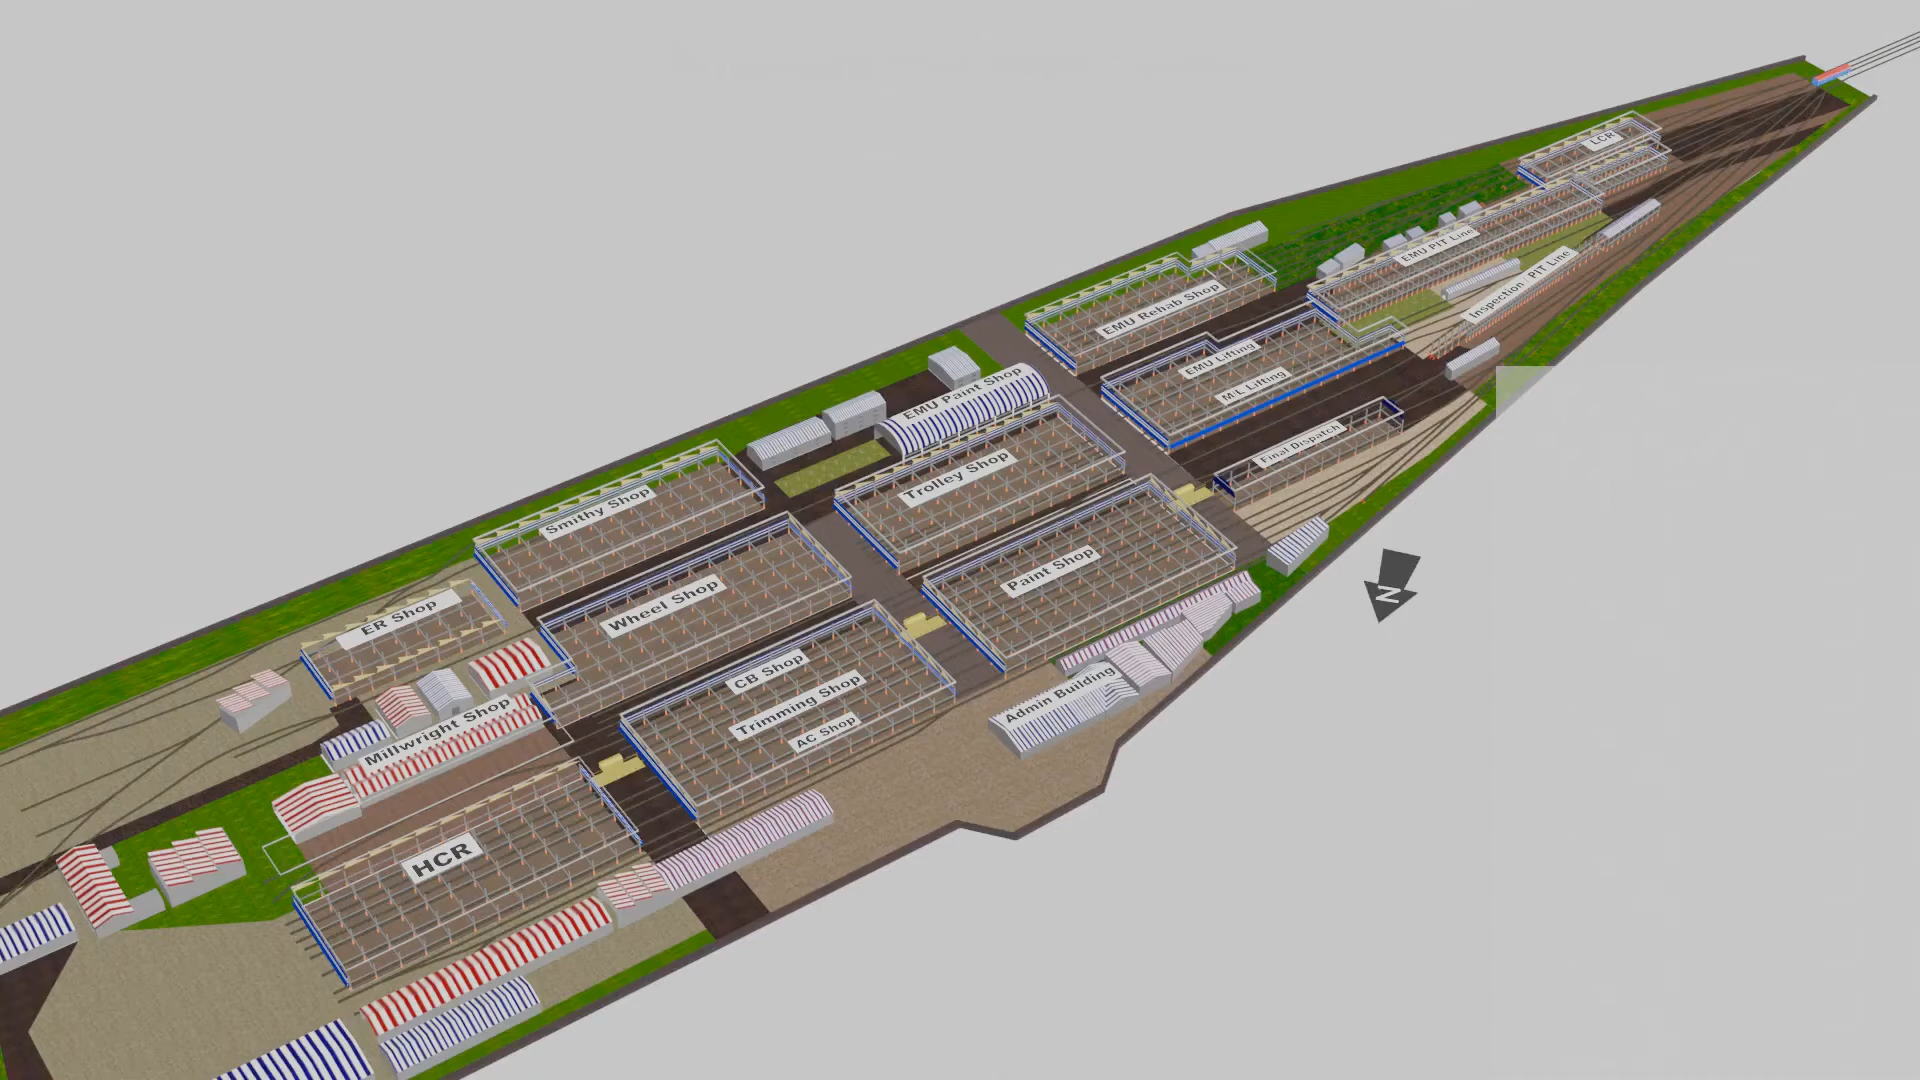 LCR
EMU PIT Line
Inspection PIT Line
EMU Rehab Shop
EMU Lifting
M/L Lifting
EMU Paint Shop
Final Dispatch
Trolley Shop
Smithy Shop
Paint Shop
Wheel Shop
ER Shop
N
CB Shop
Trimming Shop
AC Shop
Admin Building
Millwright Shop
HCR